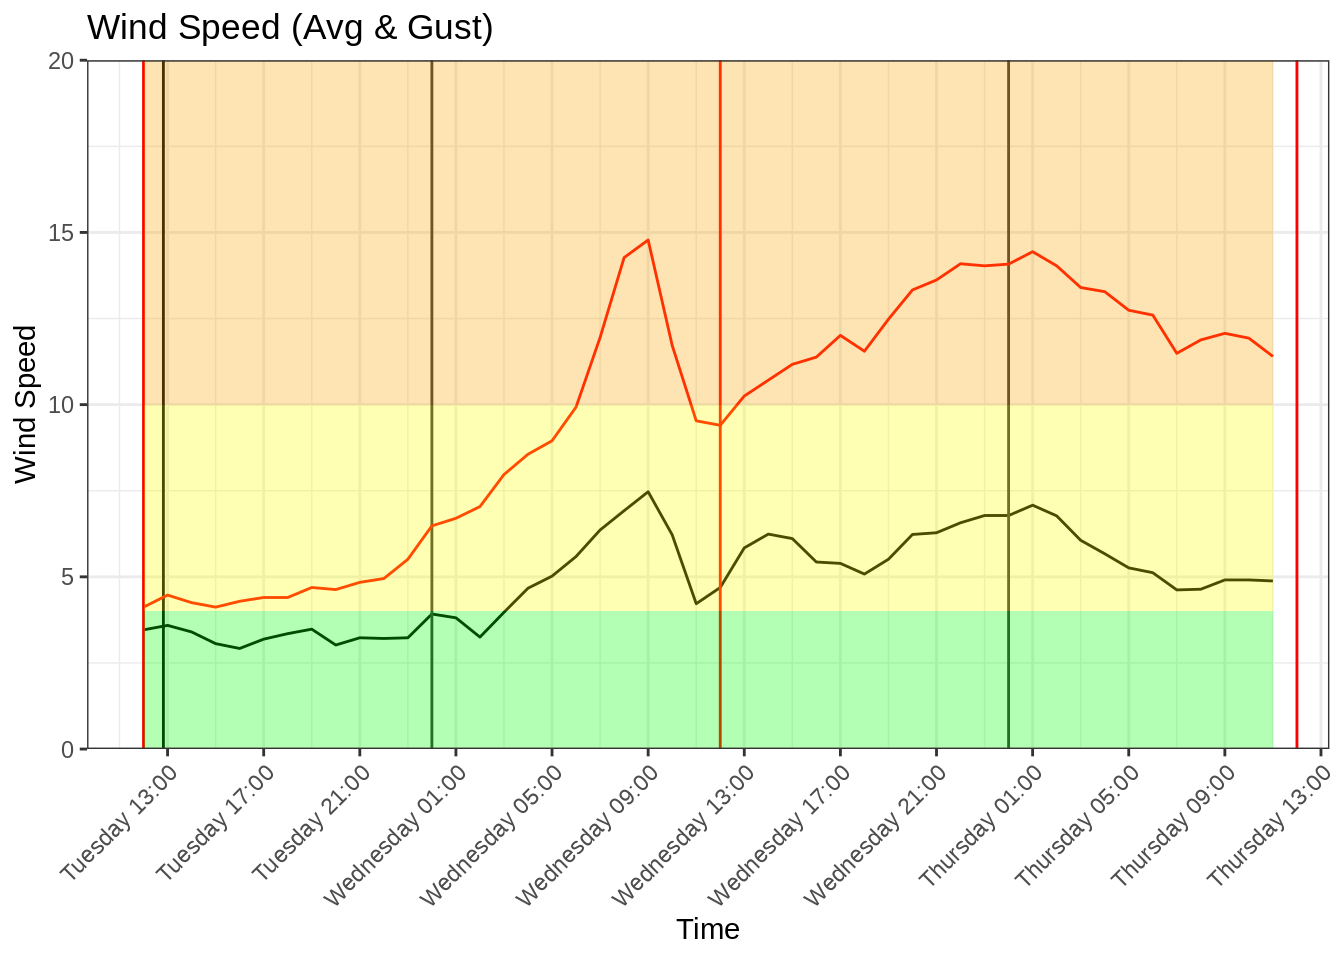 Wind Speed (Avg & Gust)
20
15
10
5
0
Wind Speed
Tuesday 13:00
Tuesday 17:00
Tuesday 21:00
Wednesday 01:00
Wednesday 05:00
Wednesday 09:00
Wednesday 13:00
Wednesday 17:00
Wednesday 21:00
Thursday 01:00
Thursday 05:00
Thursday 09:00
Thursday 13:00
Time